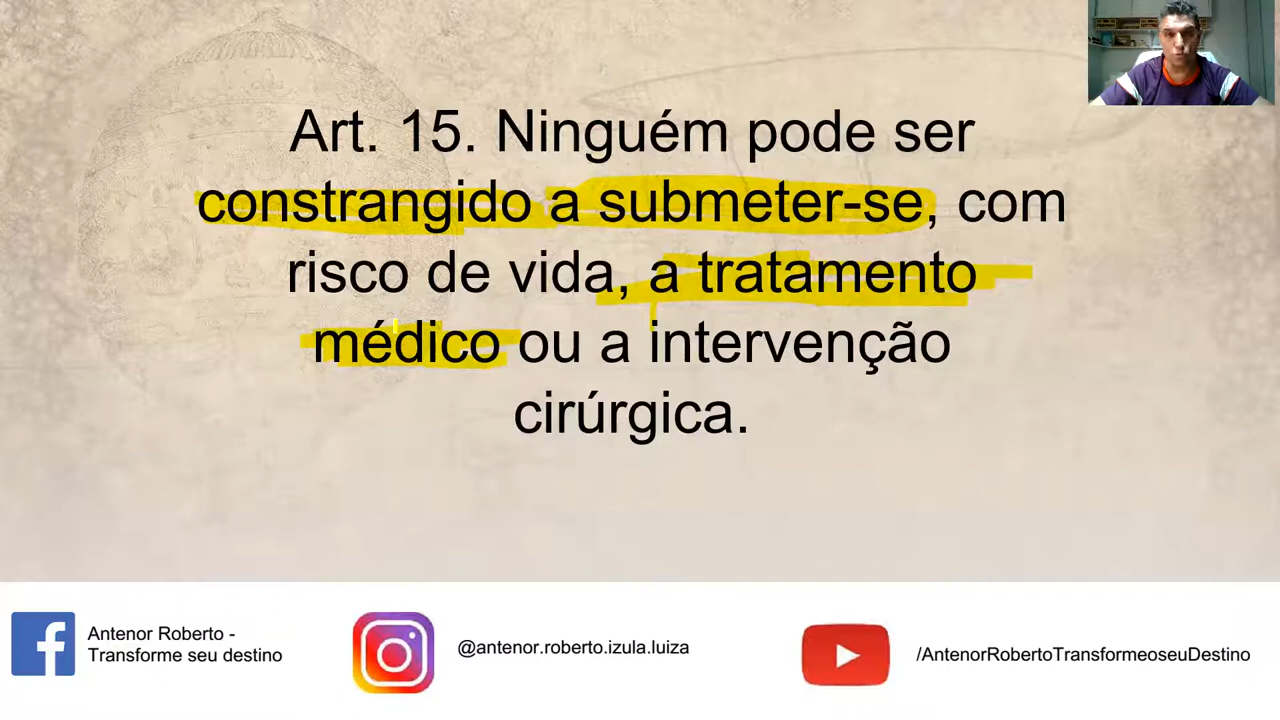 Art. 15. Ninguém pode ser
constrangido a submeter-se, com
risco de vida, a tratamento
médico ou a intervenção
cirúrgica.
Antenor Roberto -
Transforme seu destino
@antenor.roberto.izula.luiza
/AntenorRobertoTransformeoseuDestino